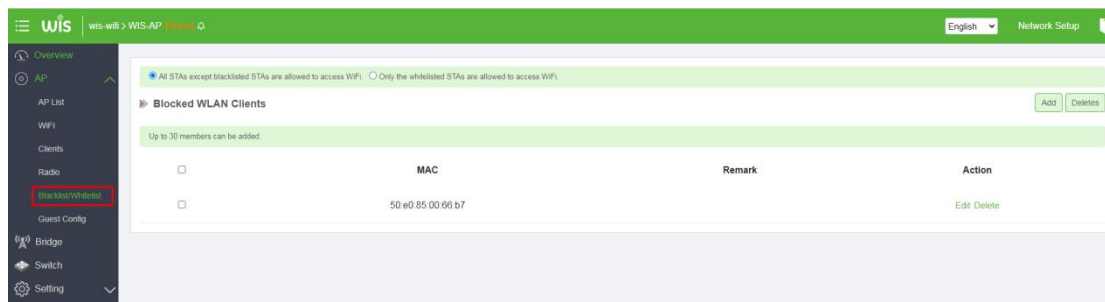 wis wis-wifi > WIS-AP
English Network Setup
Overview
AP
AP List
WiFi
Clients
Radio
Blacklist/Whitelist
Guest Config
Bridge
Switch
Setting
All STAs except blacklisted STAs are allowed to access WiFi. Only the whitelisted STAs are allowed to access WiFi.
Blocked WLAN Clients Add Deletes
Up to 30 members can be added.
MAC Remark Action
50:e0:85:00:66:b7 Edit Delete